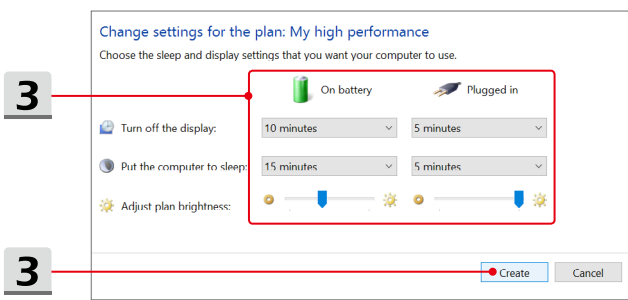 Change settings for the plan: My high performance
Choose the sleep and display settings that you want your computer to use.
3
On battery Plugged in
Turn off the display: 10 minutes 5 minutes
Put the computer to sleep: 15 minutes 5 minutes
Adjust plan brightness:
3
Create Cancel